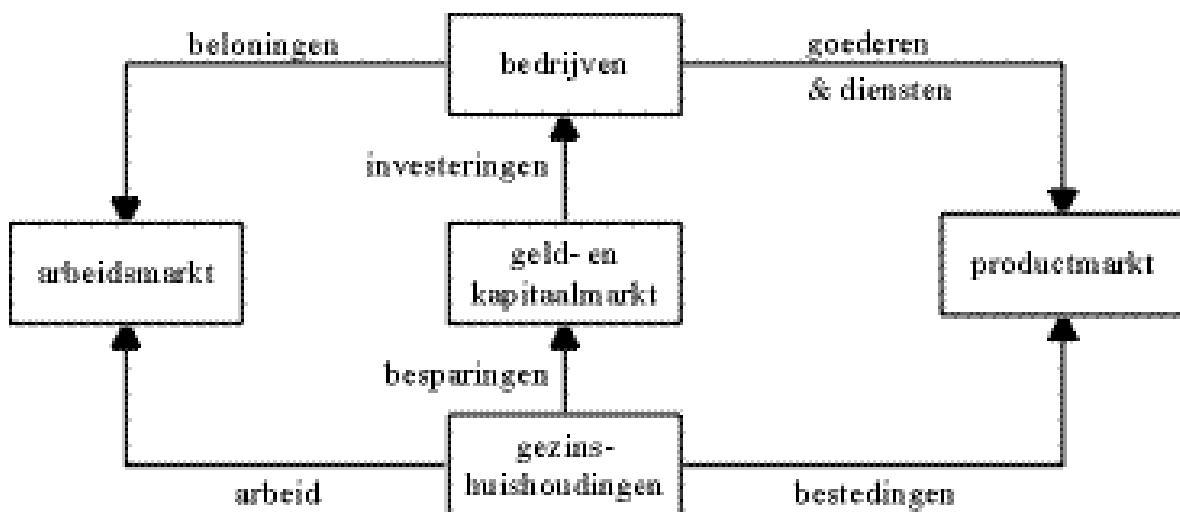 beloningen
bedrijven
goederen
& diensten
investeringen
arbeidsmarkt
geld- en
kapitaalmarkt
productmarkt
besparingen
gezins-
huishoudingen
arbeid
bestedingen